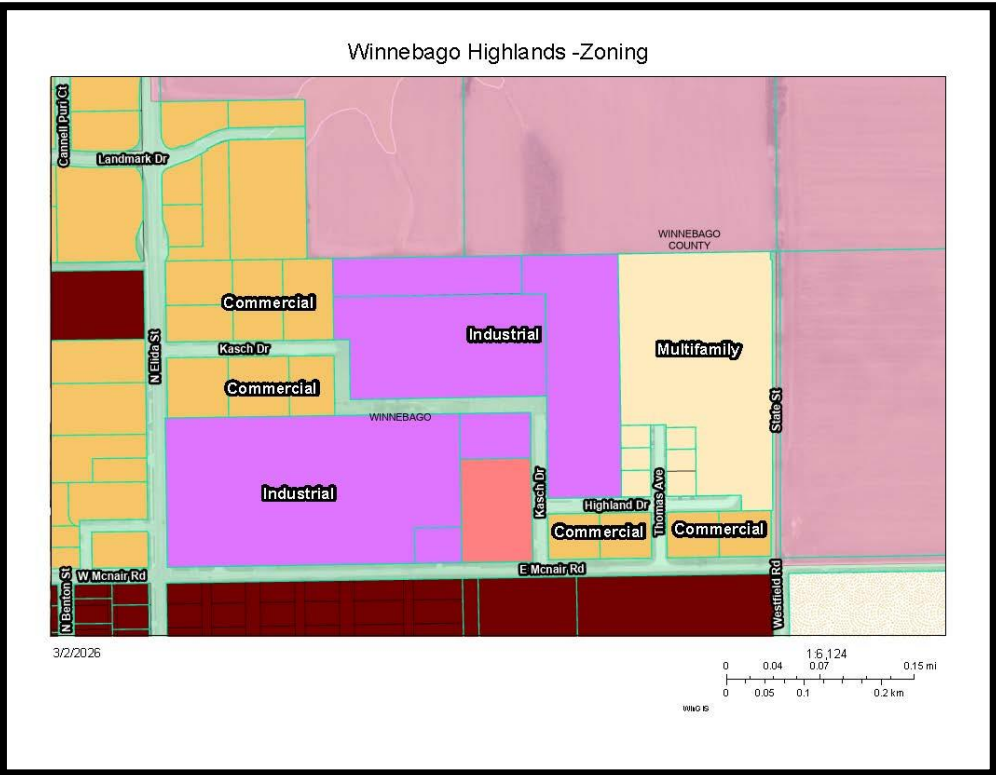 Winnebago Highlands -Zoning
Cannell Puri Ct
Landmark Dr
WINNEBAGO
COUNTY
Commercial
N Elida St
Kasch Dr
Industrial
Multifamily
Commercial
WINNEBAGO
State St
Industrial
Kasch Dr
Highland Dr
Thomas Ave
Commercial
Commercial
E Mcnair Rd
W Mcnair Rd
N Benton St
Westfield Rd
3/2/2026
1:6,124
0 0.04 0.07 0.15 mi
0 0.05 0.1 0.2 km
WinGIS